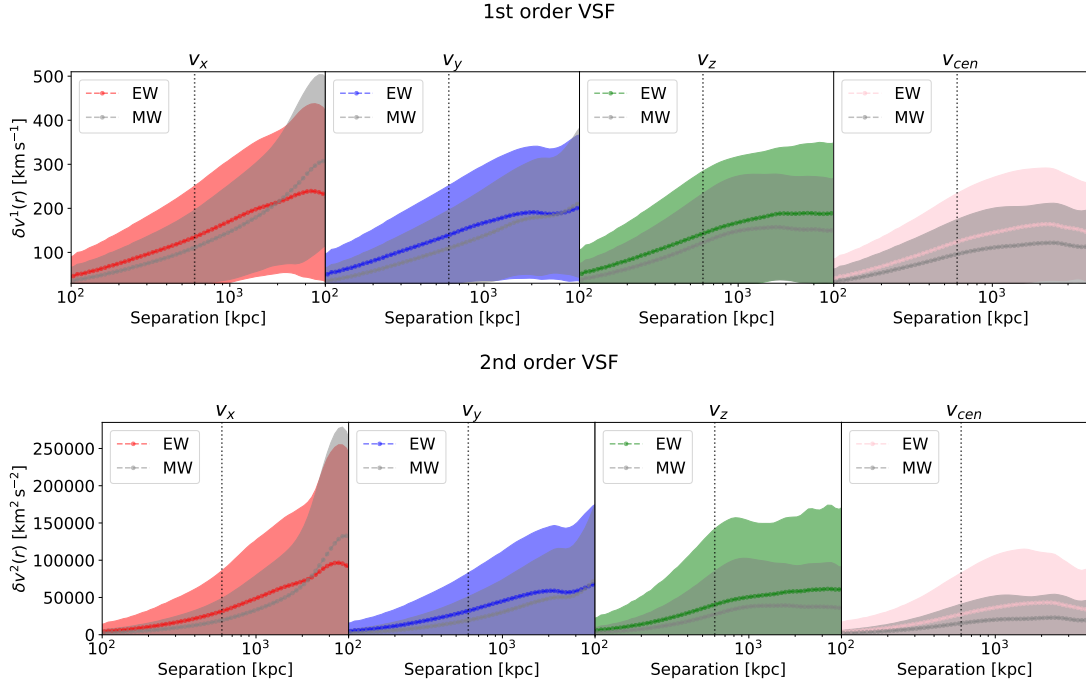 1st order VSF
v_x v_y v_z v_cen
500
400
300
200
100
δv¹(r) [km s⁻¹]
EW
MW
EW
MW
EW
MW
EW
MW
10² 10³ 10² 10³ 10² 10³ 10² 10³
Separation [kpc] Separation [kpc] Separation [kpc] Separation [kpc]
2nd order VSF
v_x v_y v_z v_cen
250000
200000
150000
100000
50000
0
δv²(r) [km² s⁻²]
EW
MW
EW
MW
EW
MW
EW
MW
10² 10³ 10² 10³ 10² 10³ 10² 10³
Separation [kpc] Separation [kpc] Separation [kpc] Separation [kpc]